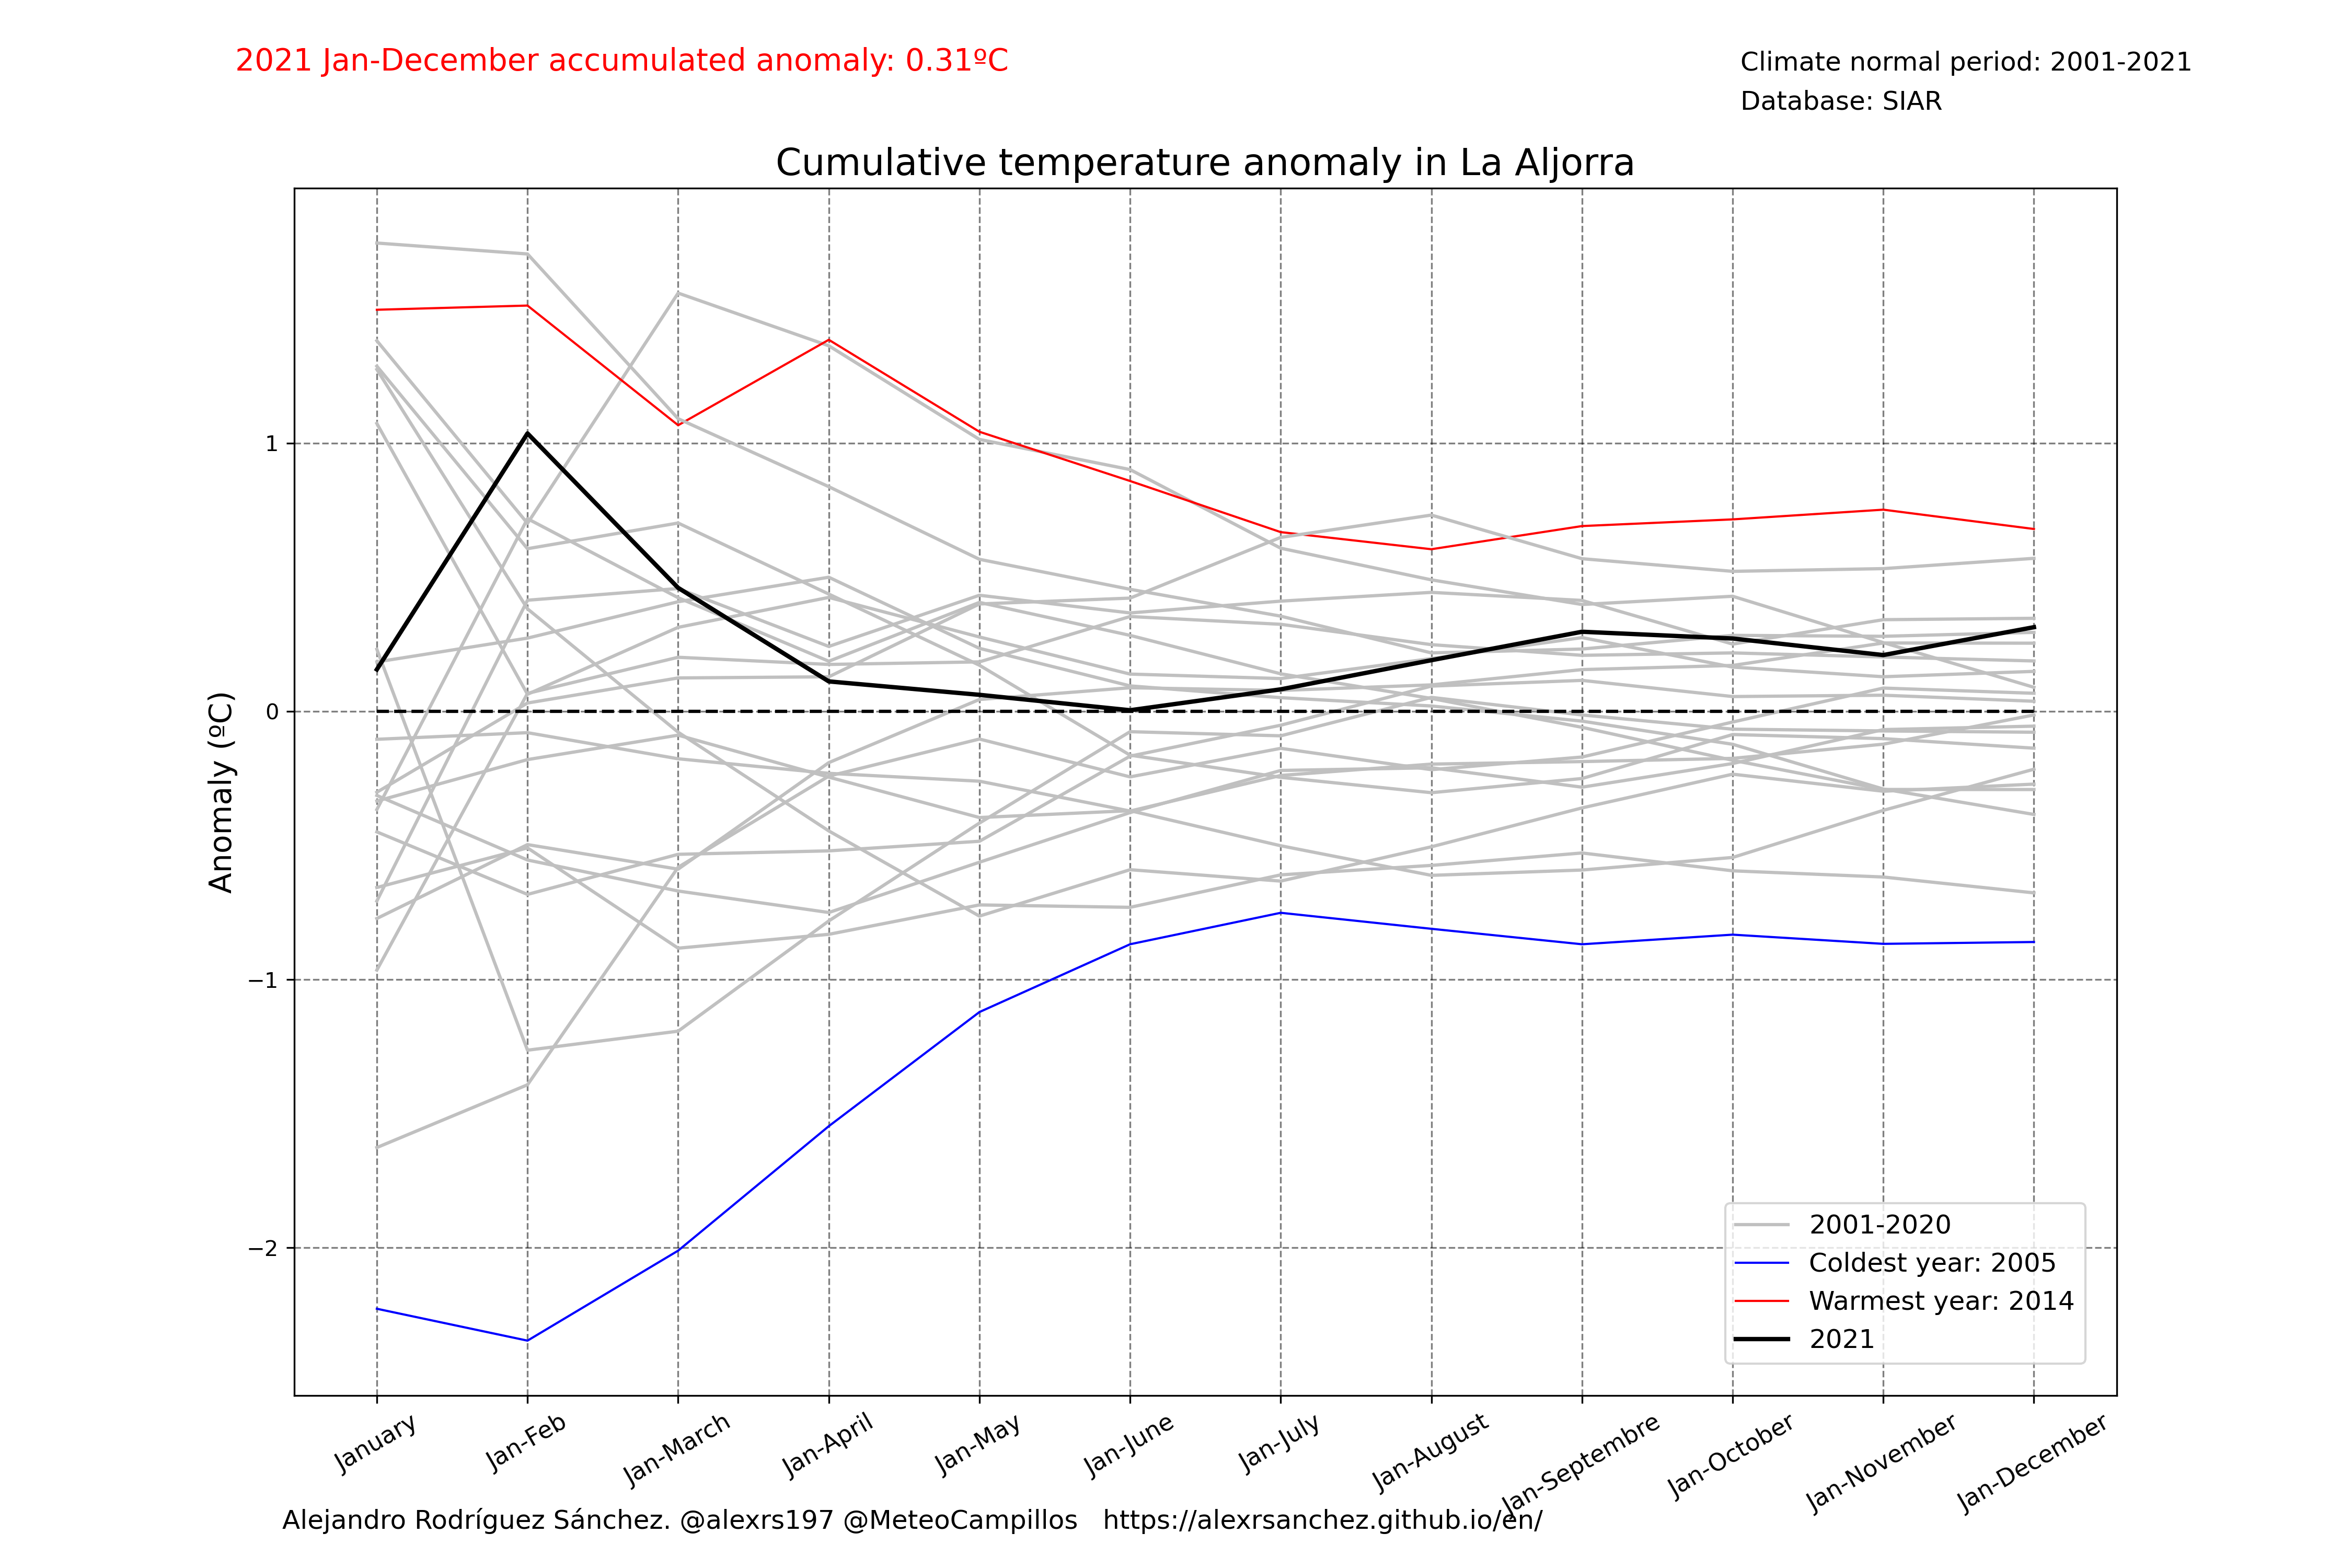 2021 Jan-December accumulated anomaly: 0.31ºC
Climate normal period: 2001-2021
Database: SIAR
Cumulative temperature anomaly in La Aljorra
Anomaly (ºC)
1
0
−1
−2
2001-2020
Coldest year: 2005
Warmest year: 2014
2021
January
Jan-Feb
Jan-March
Jan-April
Jan-May
Jan-June
Jan-July
Jan-August
Jan-Septembre
Jan-October
Jan-November
Jan-December
Alejandro Rodríguez Sánchez. @alexrs197 @MeteoCampillos https://alexrsanchez.github.io/en/